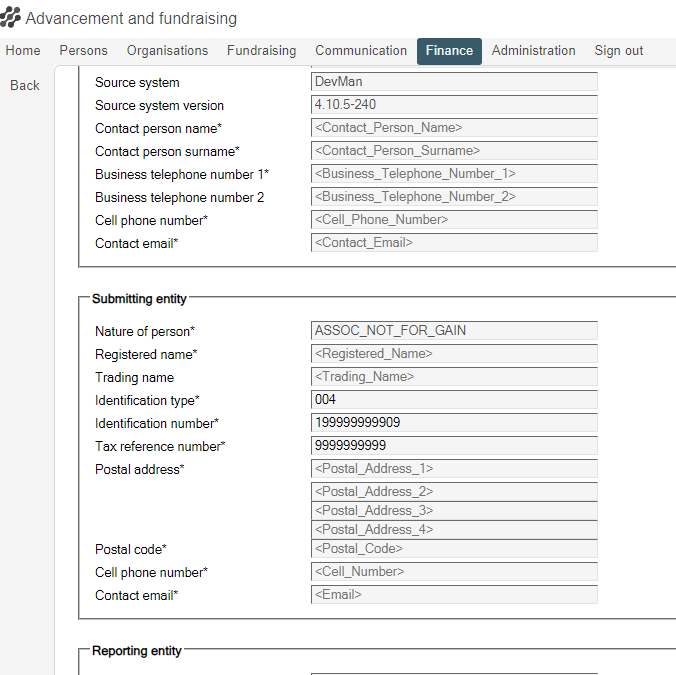 Advancement and fundraising
Home Persons Organisations Fundraising Communication Finance Administration Sign out
Back
Source system DevMan
Source system version 4.10.5-240
Contact person name* <Contact_Person_Name>
Contact person surname* <Contact_Person_Surname>
Business telephone number 1* <Business_Telephone_Number_1>
Business telephone number 2 <Business_Telephone_Number_2>
Cell phone number* <Cell_Phone_Number>
Contact email* <Contact_Email>
Submitting entity
Nature of person* ASSOC_NOT_FOR_GAIN
Registered name* <Registered_Name>
Trading name <Trading_Name>
Identification type* 004
Identification number* 199999999909
Tax reference number* 9999999999
Postal address* <Postal_Address_1>
<Postal_Address_2>
<Postal_Address_3>
<Postal_Address_4>
Postal code* <Postal_Code>
Cell phone number* <Cell_Number>
Contact email* <Email>
Reporting entity